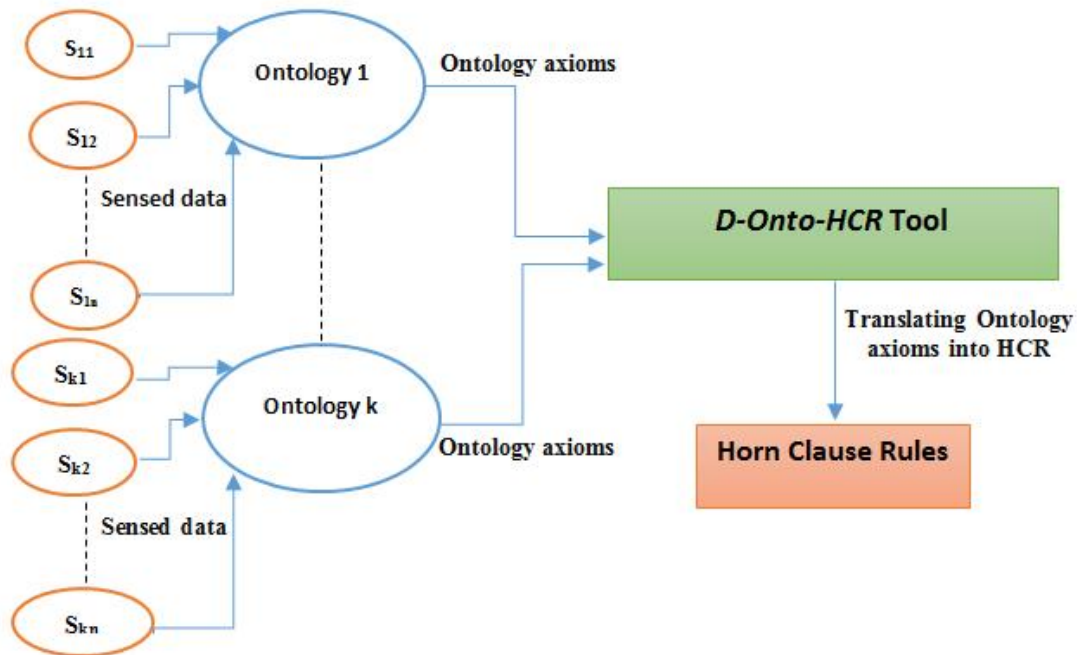 S₁₁
Ontology 1
Ontology axioms
S₁₂
Sensed data
D-Onto-HCR Tool
S₁ₙ
Translating Ontology
axioms into HCR
Sₖ₁
Ontology k
Ontology axioms
Horn Clause Rules
Sₖ₂
Sensed data
Sₖₙ